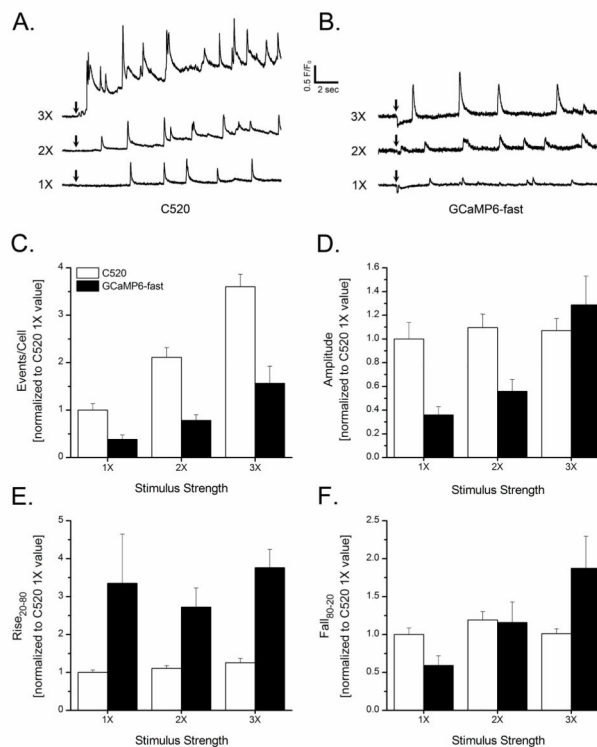 A.
3X
2X
1X
C520
B.
0.5 F/F0
2 sec
3X
2X
1X
GCaMP6-fast
C.
C520
GCaMP6-fast
Events/Cell
[normalized to C520 1X value]
4
3
2
1
0
1X 2X 3X
Stimulus Strength
D.
Amplitude
[normalized to C520 1X value]
1.6
1.4
1.2
1.0
0.8
0.6
0.4
0.2
0.0
1X 2X 3X
Stimulus Strength
E.
Rise20-80
[normalized to C520 1X value]
5
4
3
2
1
0
1X 2X 3X
Stimulus Strength
F.
Fall80-20
[normalized to C520 1X value]
2.5
2.0
1.5
1.0
0.5
0.0
1X 2X 3X
Stimulus Strength